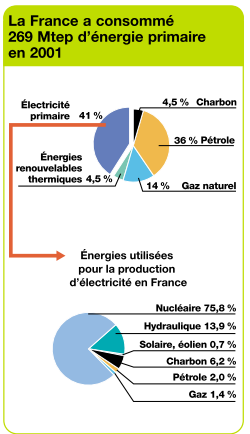 La France a consommé
269 Mtep d'énergie primaire
en 2001
Électricité
primaire 41 %
4,5 % Charbon
36 % Pétrole
Énergies
renouvelables
thermiques 4,5 %
14 % Gaz naturel
Énergies utilisées
pour la production
d'électricité en France
Nucléaire 75,8 %
Hydraulique 13,9 %
Solaire, éolien 0,7 %
Charbon 6,2 %
Pétrole 2,0 %
Gaz 1,4 %